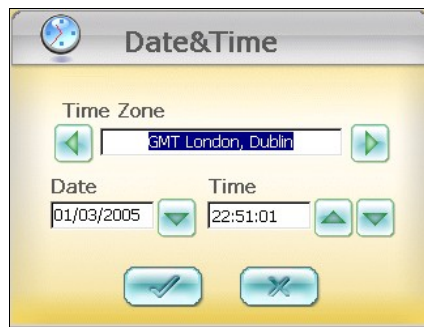 Date&Time
Time Zone
GMT London, Dublin
Date
Time
01/03/2005
22:51:01